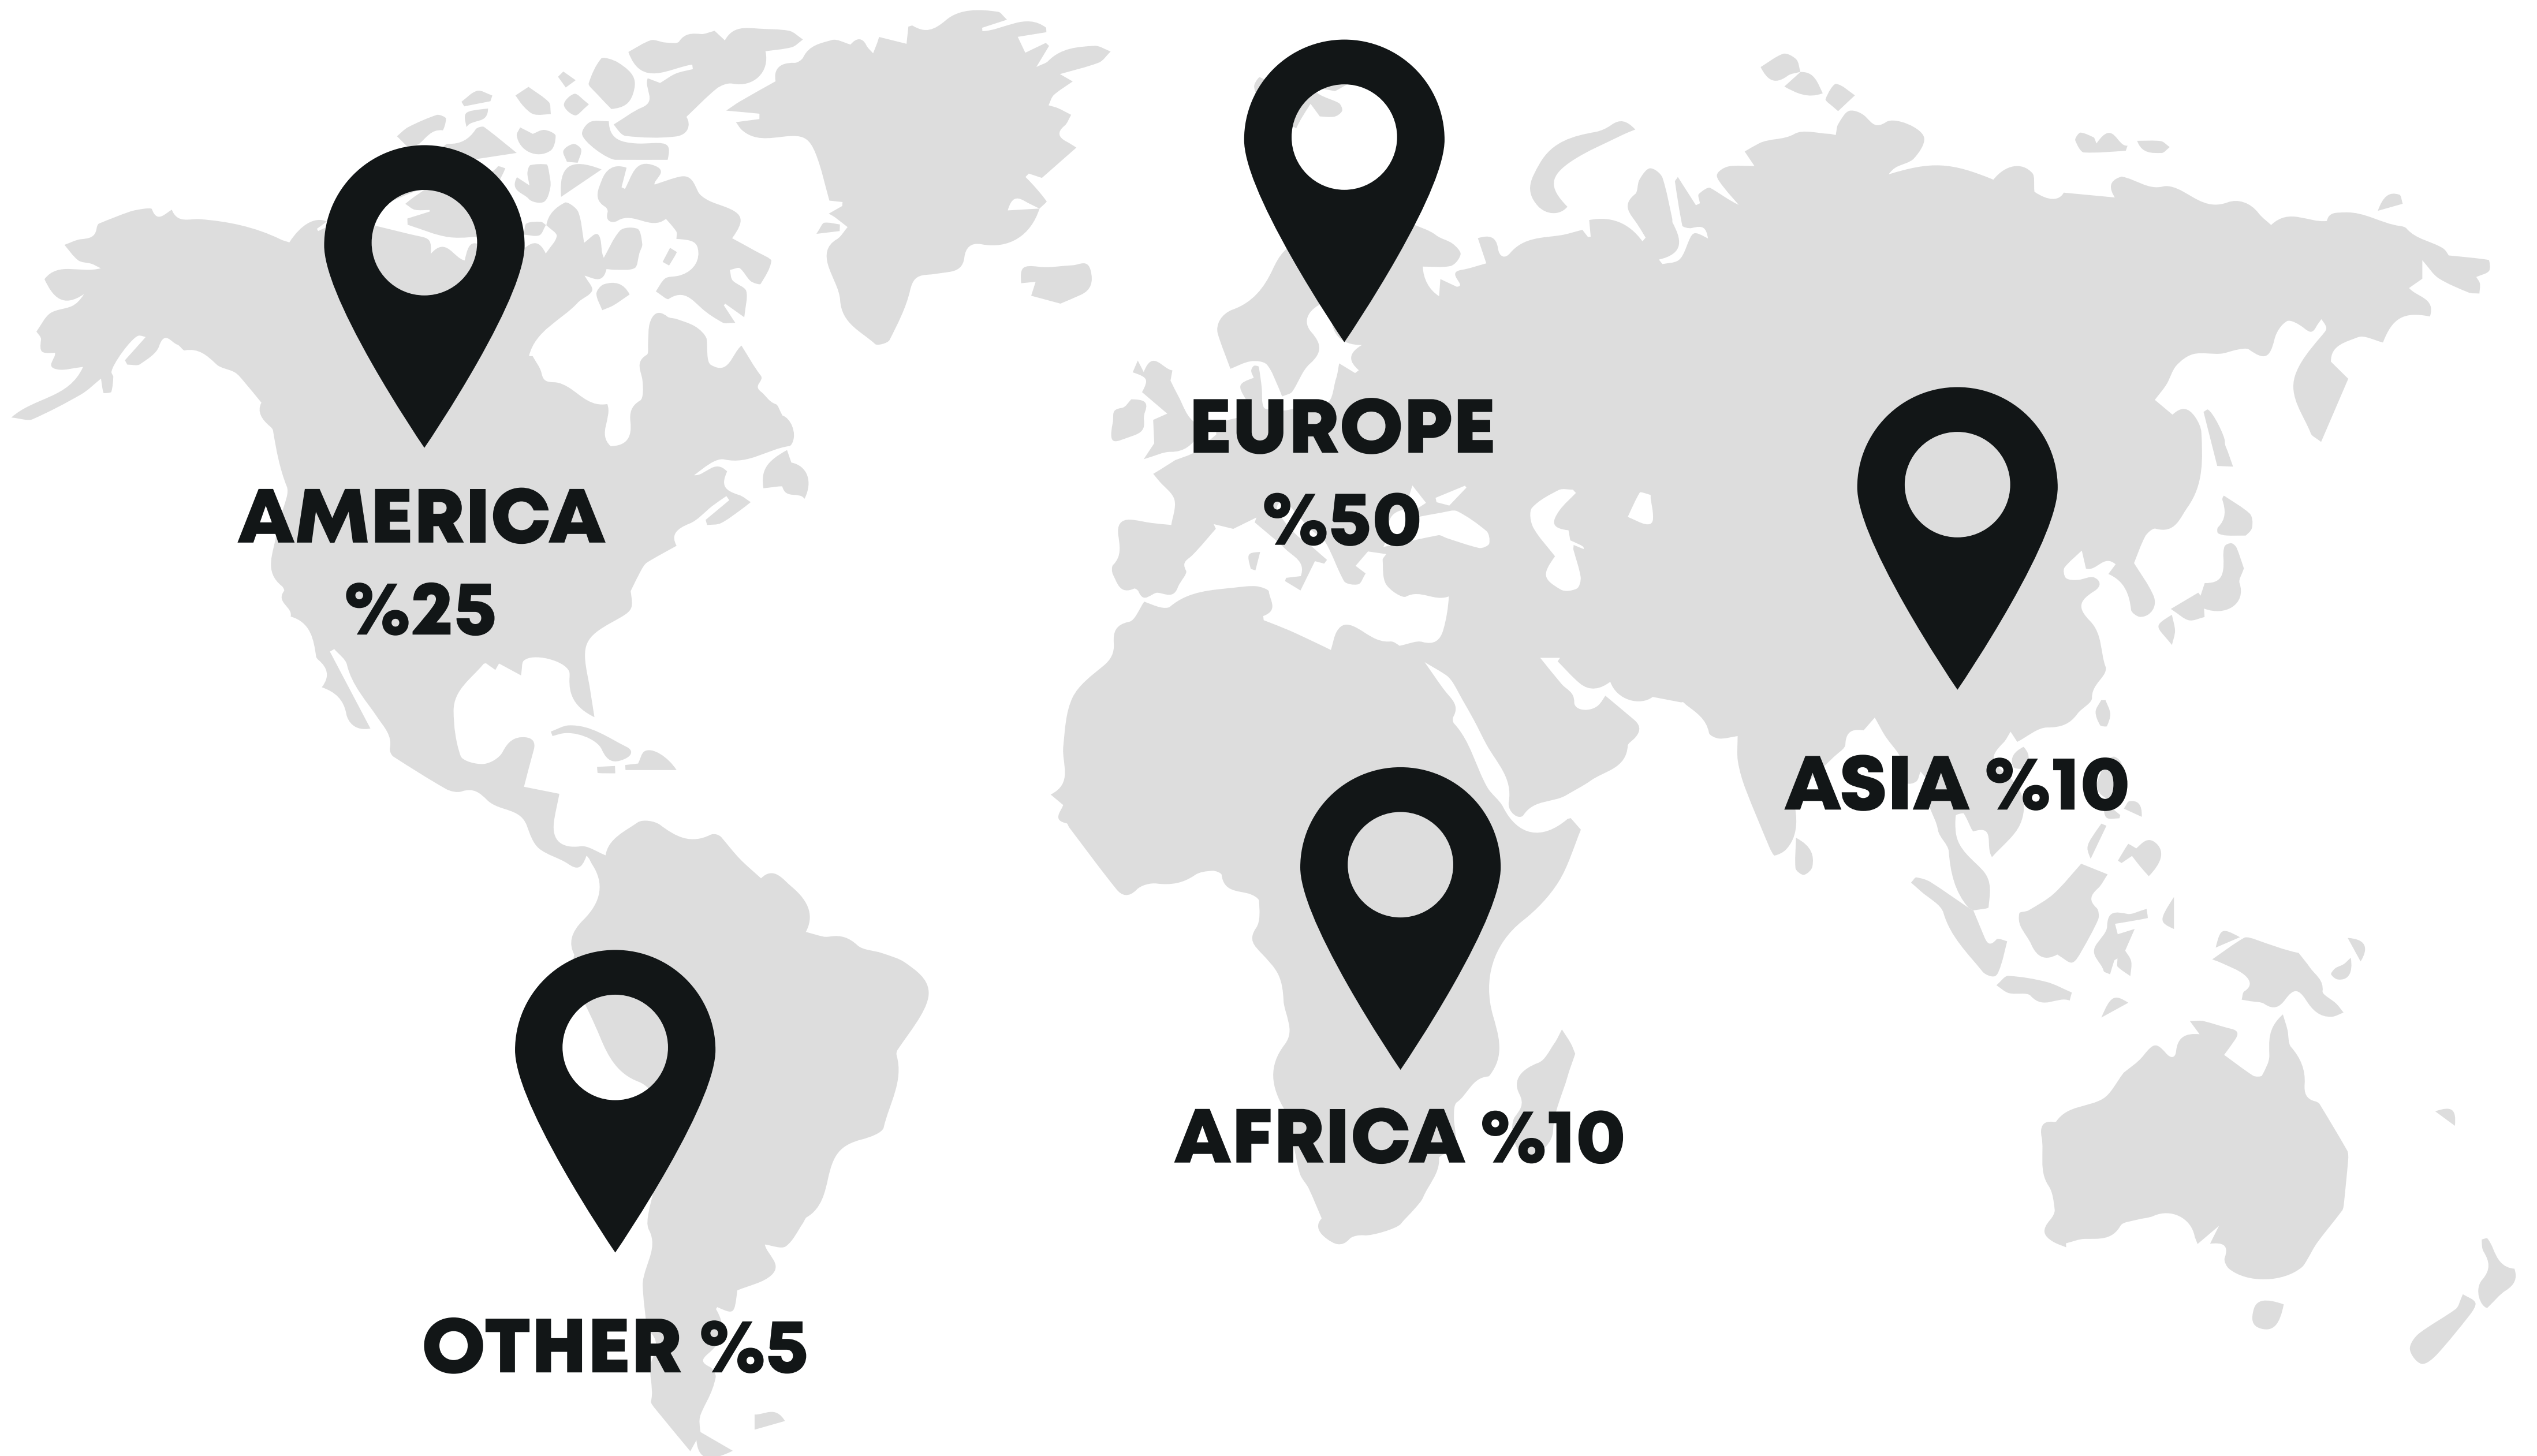 EUROPE
%50
AMERICA
%25
ASIA %10
AFRICA %10
OTHER %5